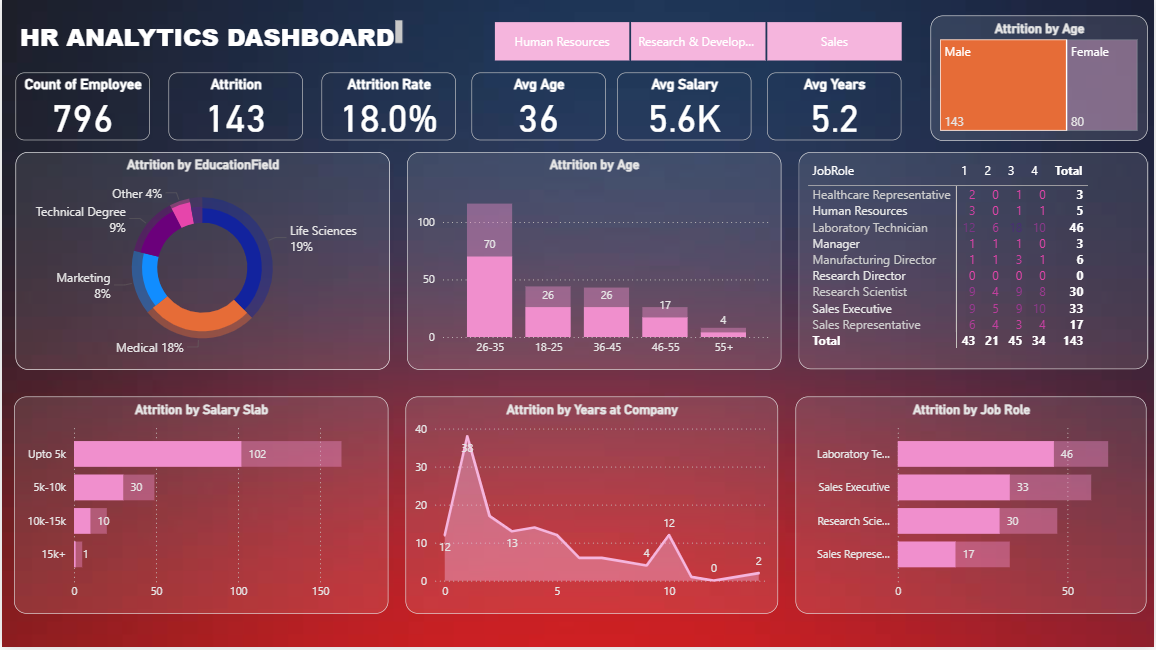 HR ANALYTICS DASHBOARD
Human Resources
Research & Develop...
Sales
Attrition by Age
Male
Female
143
80
Count of Employee
796
Attrition
143
Attrition Rate
18.0%
Avg Age
36
Avg Salary
5.6K
Avg Years
5.2
Attrition by EducationField
Other 4%
Technical Degree
9%
Marketing
8%
Medical 18%
Life Sciences
19%
Attrition by Age
100
50
0
70
26
26
17
4
26-35
18-25
36-45
46-55
55+
JobRole 1 2 3 4 Total
Healthcare Representative 2 0 1 0 3
Human Resources 3 0 1 1 5
Laboratory Technician 12 6 10 46
Manager 1 1 1 0 3
Manufacturing Director 1 1 3 1 6
Research Director 0 0 0 0 0
Research Scientist 9 4 9 8 30
Sales Executive 9 5 9 10 33
Sales Representative 6 4 3 4 17
Total 43 21 45 34 143
Attrition by Salary Slab
Upto 5k 102
5k-10k 30
10k-15k 10
15k+ 1
0 50 100 150
Attrition by Years at Company
40
30
20
10
0
38
12
13
4
12
0
2
0 5 10
Attrition by Job Role
Laboratory Te... 46
Sales Executive 33
Research Scie... 30
Sales Represe... 17
0 50